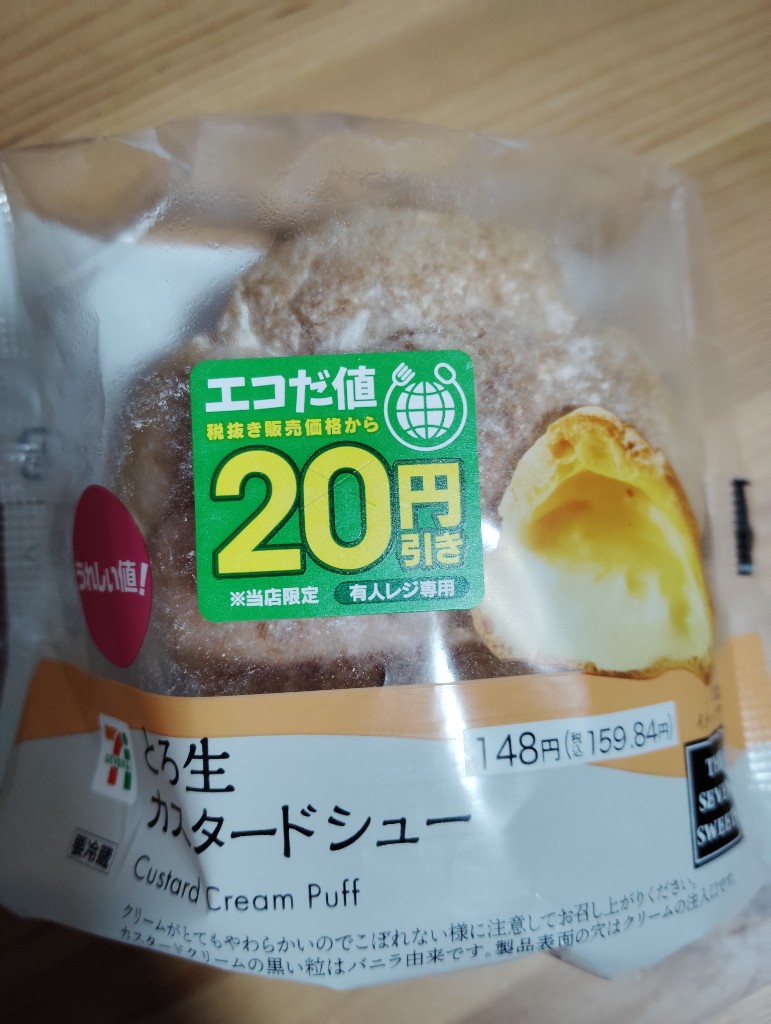 エコだ値
税抜き販売価格から
20円
引き
※当店限定 有人レジ専用
うれしい値!
148円(税込159.84円)
とろ生
カスタードシュー
要冷蔵
Custard Cream Puff
クリームがとてもやわらかいのでこぼれない様に注意してお召し上がりください。
カスタードクリームの黒い粒はバニラ由来です。製品表面の穴はクリームの注入口です。